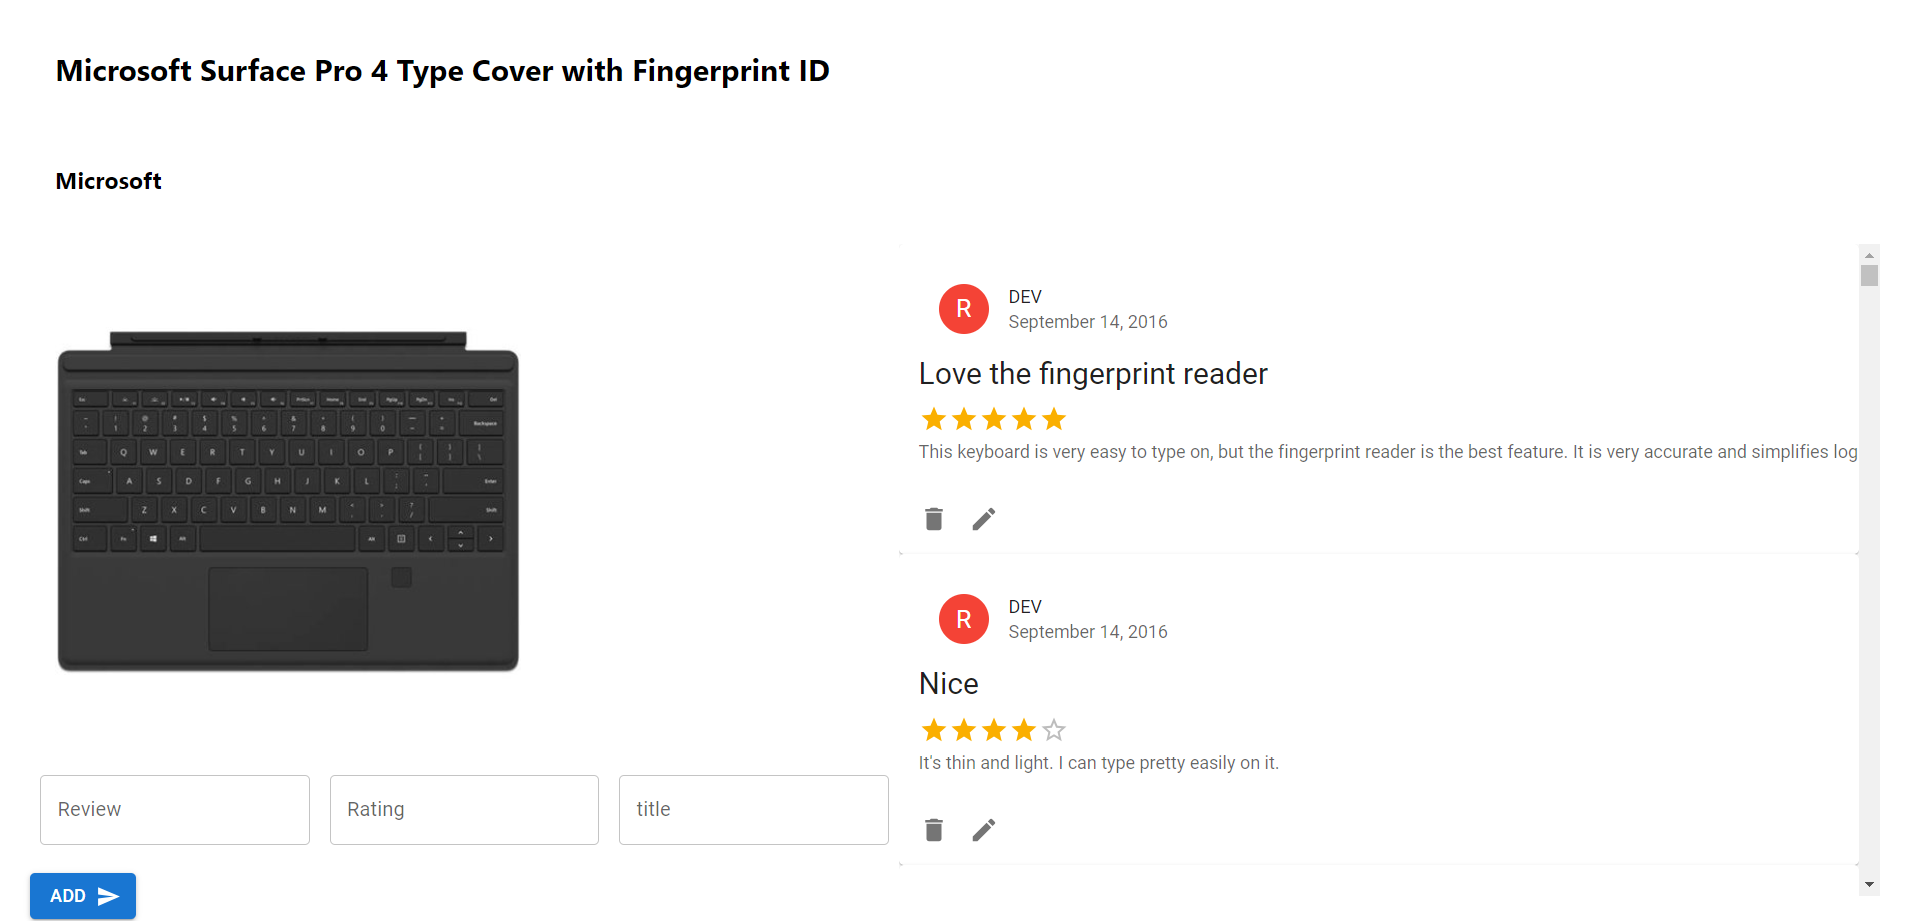 Microsoft Surface Pro 4 Type Cover with Fingerprint ID
Microsoft
Q W E R T Y U I O P
A S D F G H J K L
Z X C V B N M
Review
Rating
title
ADD
R
DEV
September 14, 2016
Love the fingerprint reader
This keyboard is very easy to type on, but the fingerprint reader is the best feature. It is very accurate and simplifies log
R
DEV
September 14, 2016
Nice
It's thin and light. I can type pretty easily on it.